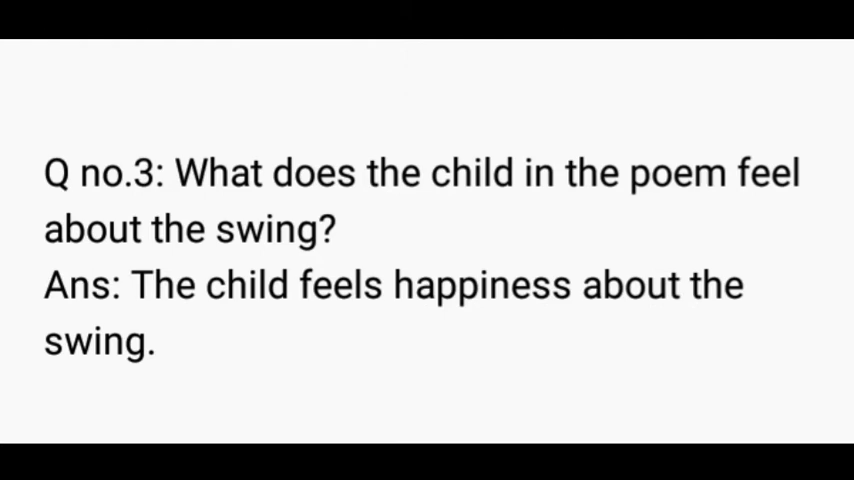 Q no.3: What does the child in the poem feel
about the swing?
Ans: The child feels happiness about the
swing.